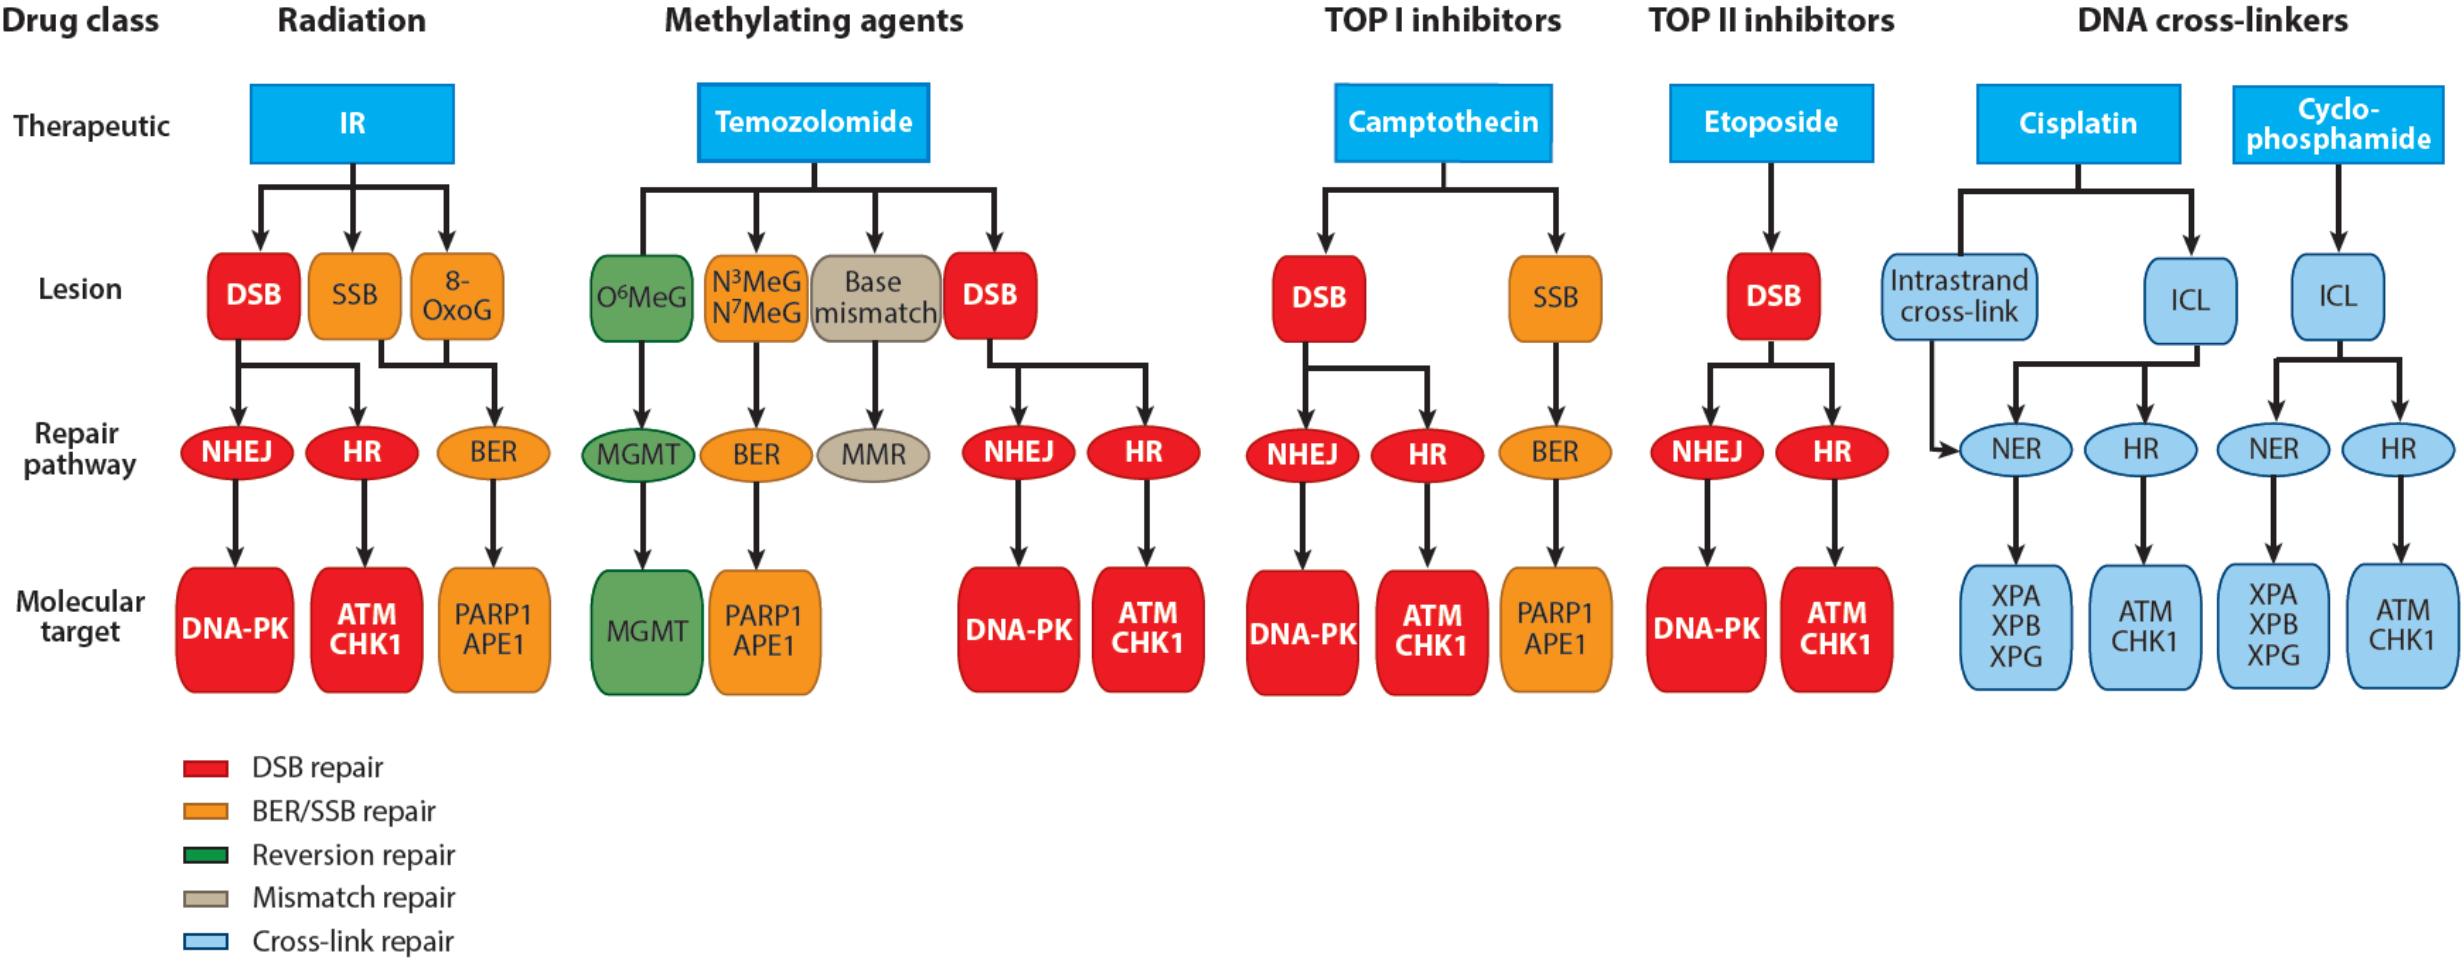 Drug class Radiation Methylating agents TOP I inhibitors TOP II inhibitors DNA cross-linkers
Therapeutic
IR
Temozolomide
Camptothecin
Etoposide
Cisplatin
Cyclo-
phosphamide
Lesion
DSB
SSB
8-
OxoG
O⁶MeG
N³MeG
N⁷MeG
Base
mismatch
DSB
DSB
SSB
DSB
Intrastrand
cross-link
ICL
ICL
Repair
pathway
NHEJ
HR
BER
MGMT
BER
MMR
NHEJ
HR
NHEJ
HR
BER
NHEJ
HR
NER
HR
NER
HR
Molecular
target
DNA-PK
ATM
CHK1
PARP1
APE1
MGMT
PARP1
APE1
DNA-PK
ATM
CHK1
DNA-PK
ATM
CHK1
PARP1
APE1
DNA-PK
ATM
CHK1
XPA
XPB
XPG
ATM
CHK1
XPA
XPB
XPG
ATM
CHK1
DSB repair
BER/SSB repair
Reversion repair
Mismatch repair
Cross-link repair